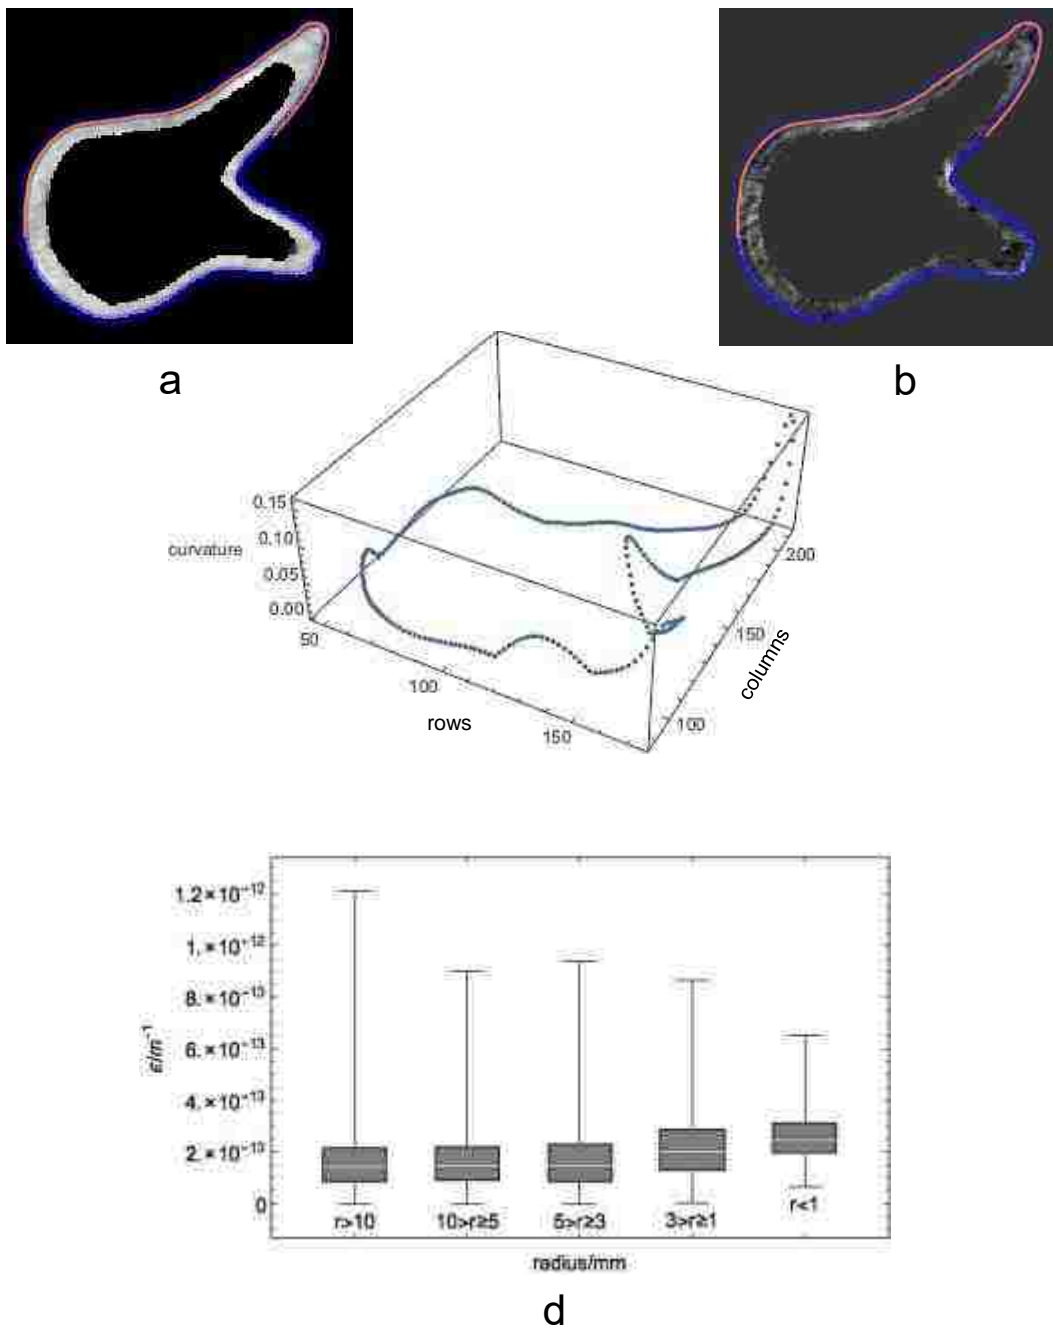 a
b
0.15
0.10
curvature
0.05
0.00
50
100
150
rows
200
150
100
columns
1.2×10⁻¹²
1.×10⁻¹²
8.×10⁻¹³
6.×10⁻¹³
ε/m⁻¹
4.×10⁻¹³
2.×10⁻¹³
0
r>10 10>r≥5 5>r≥3 3>r≥1 r<1
radius/mm
d